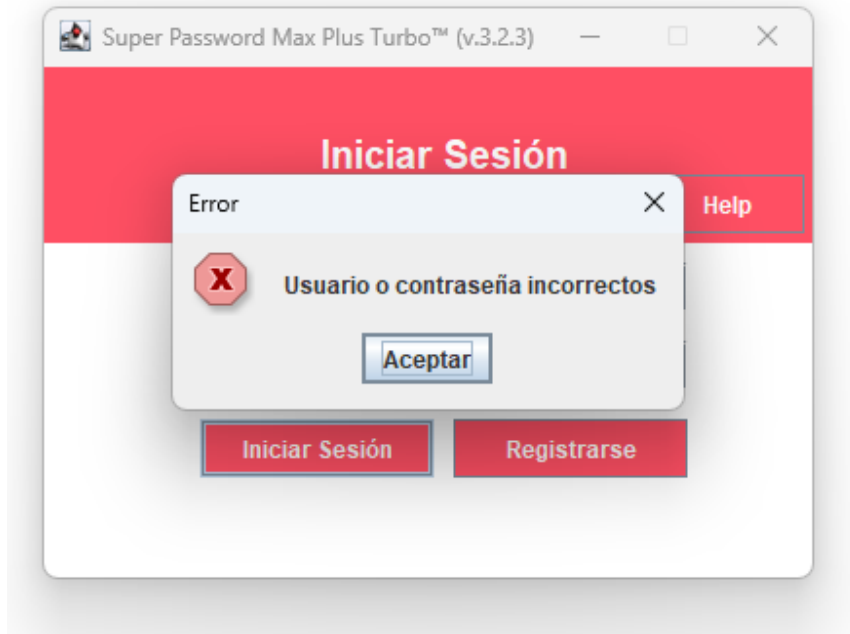 Super Password Max Plus Turbo™ (v.3.2.3)
Iniciar Sesión
Help
Error
x
Usuario o contraseña incorrectos
Aceptar
Iniciar Sesión
Registrarse